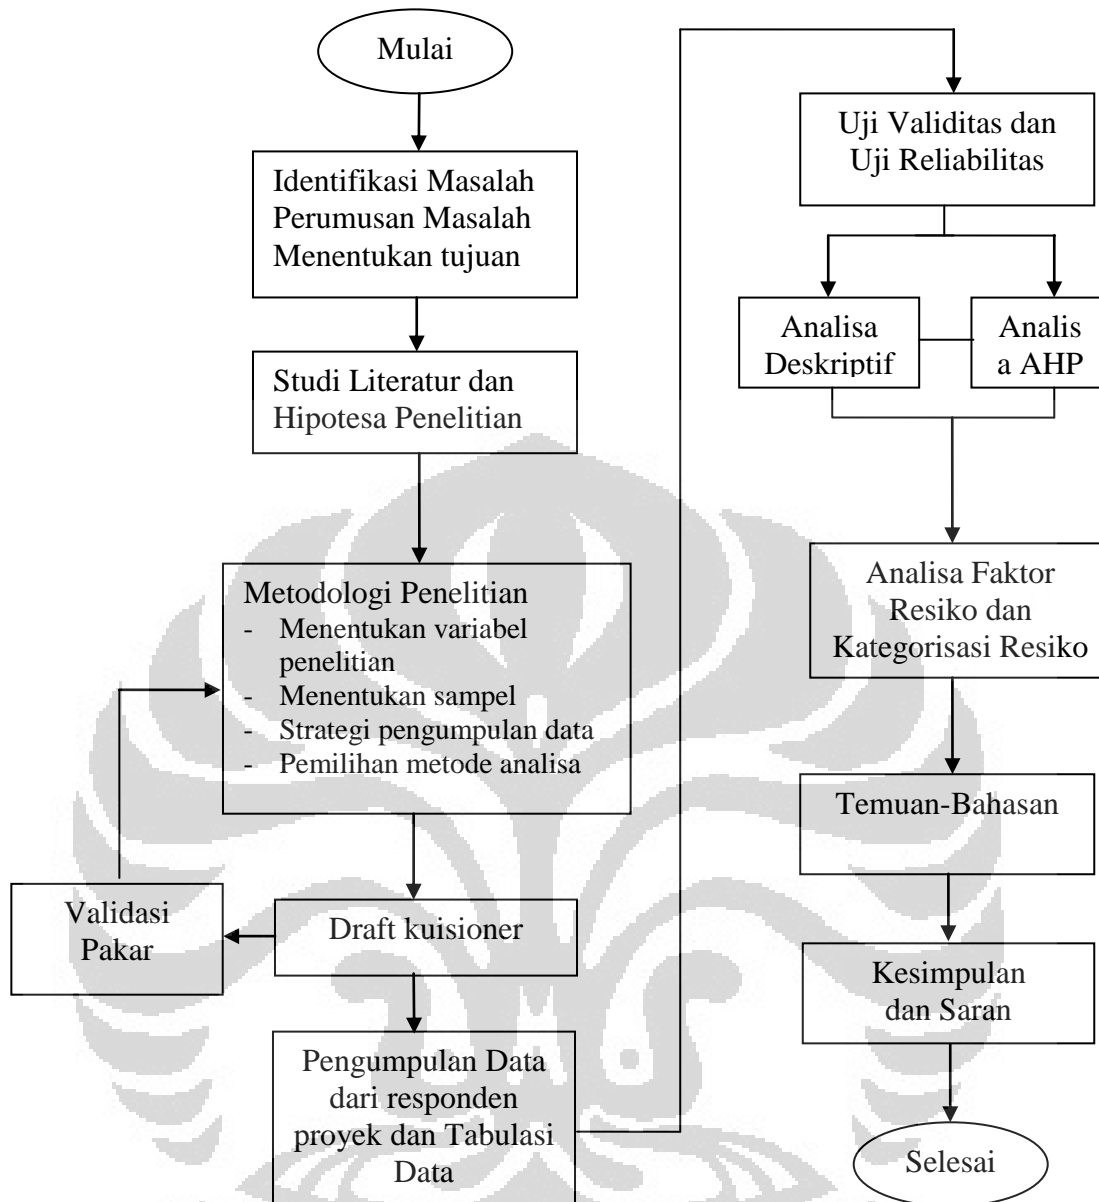 Mulai
Identifikasi Masalah
Perumusan Masalah
Menentukan tujuan
Studi Literatur dan
Hipotesa Penelitian
Metodologi Penelitian
- Menentukan variabel
penelitian
- Menentukan sampel
- Strategi pengumpulan data
- Pemilihan metode analisa
Validasi
Pakar
Draft kuisioner
Pengumpulan Data
dari responden
proyek dan Tabulasi
Data
Uji Validitas dan
Uji Reliabilitas
Analisa
Deskriptif
Analis
a AHP
Analisa Faktor
Resiko dan
Kategorisasi Resiko
Temuan-Bahasan
Kesimpulan
dan Saran
Selesai